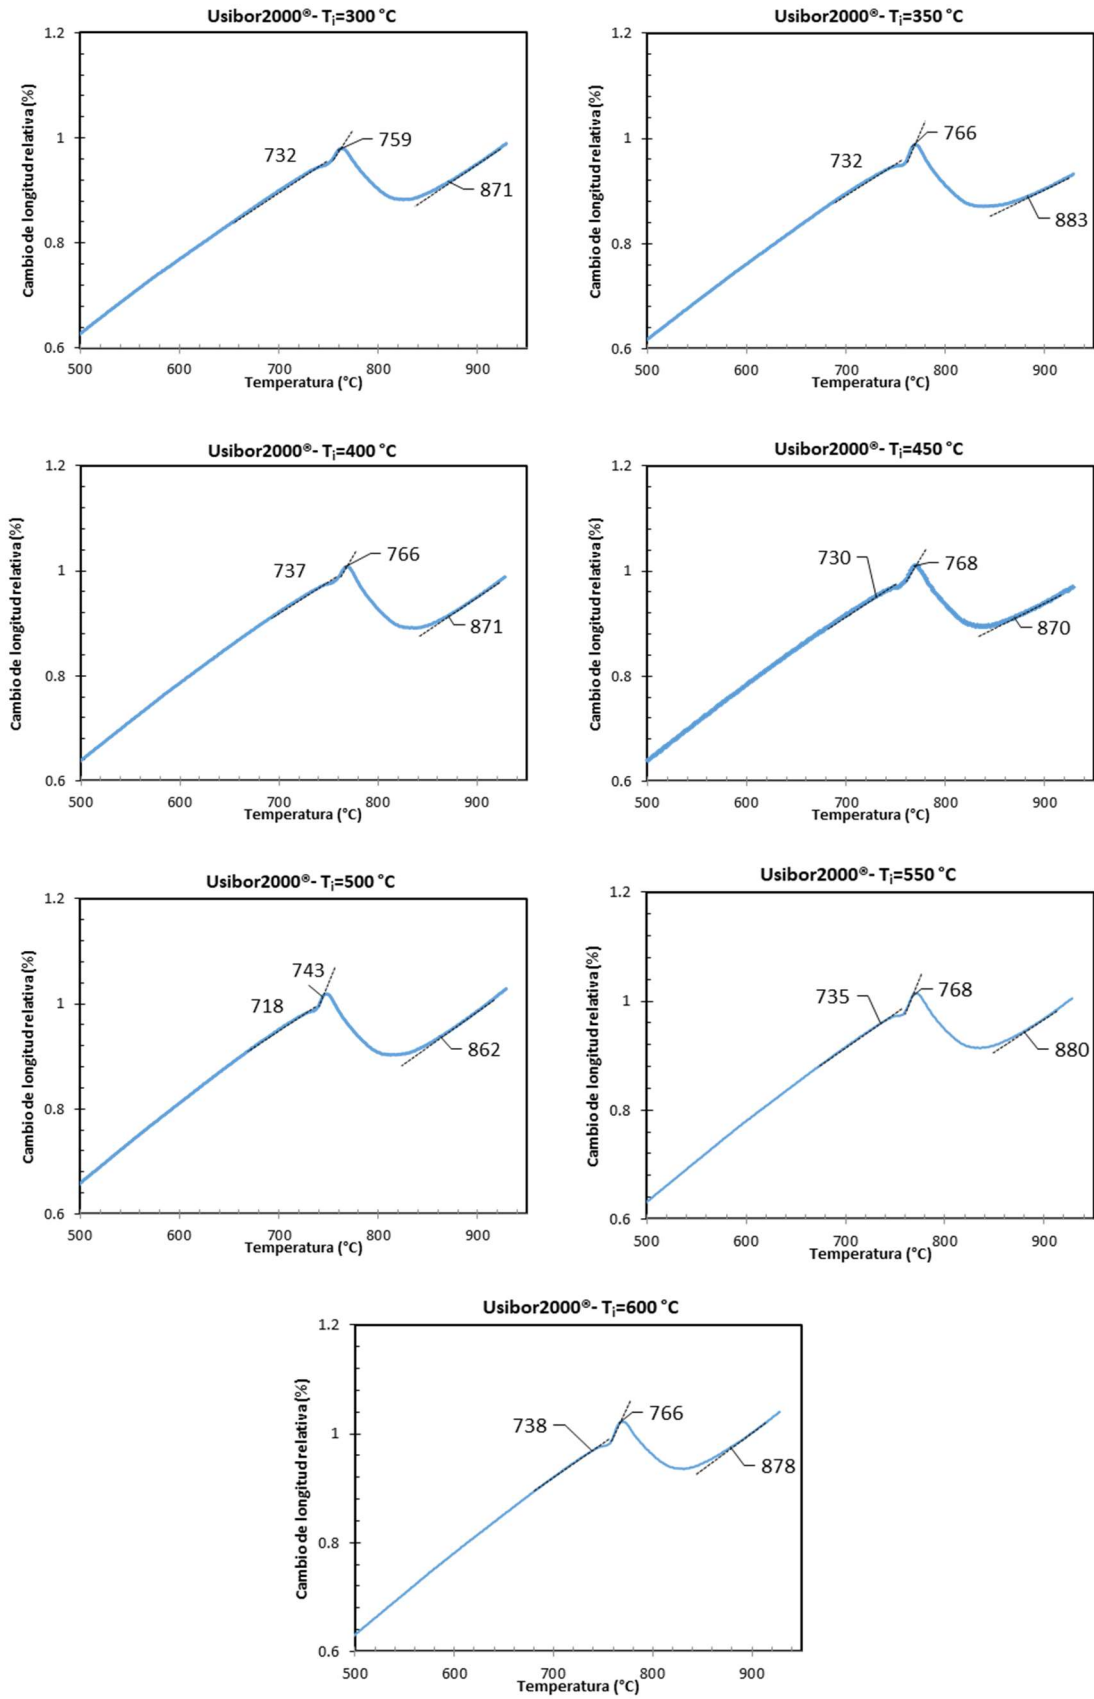 Usibor2000®- Ti=300 °C
Cambio de longitud relativa (%)
1.2
1
0.8
0.6
732
759
871
500 600 700 800 900
Temperatura (°C)
Usibor2000®- Ti=350 °C
Cambio de longitud relativa (%)
1.2
1
0.8
0.6
732
766
883
500 600 700 800 900
Temperatura (°C)
Usibor2000®- Ti=400 °C
Cambio de longitud relativa (%)
1.2
1
0.8
0.6
737
766
871
500 600 700 800 900
Temperatura (°C)
Usibor2000®- Ti=450 °C
Cambio de longitud relativa (%)
1.2
1
0.8
0.6
730
768
870
500 600 700 800 900
Temperatura (°C)
Usibor2000®- Ti=500 °C
Cambio de longitud relativa (%)
1.2
1
0.8
0.6
743
718
862
500 600 700 800 900
Temperatura (°C)
Usibor2000®- Ti=550 °C
Cambio de longitud relativa (%)
1.2
1
0.8
0.6
735
768
880
500 600 700 800 900
Temperatura (°C)
Usibor2000®- Ti=600 °C
Cambio de longitud relativa (%)
1.2
1
0.8
0.6
738
766
878
500 600 700 800 900
Temperatura (°C)